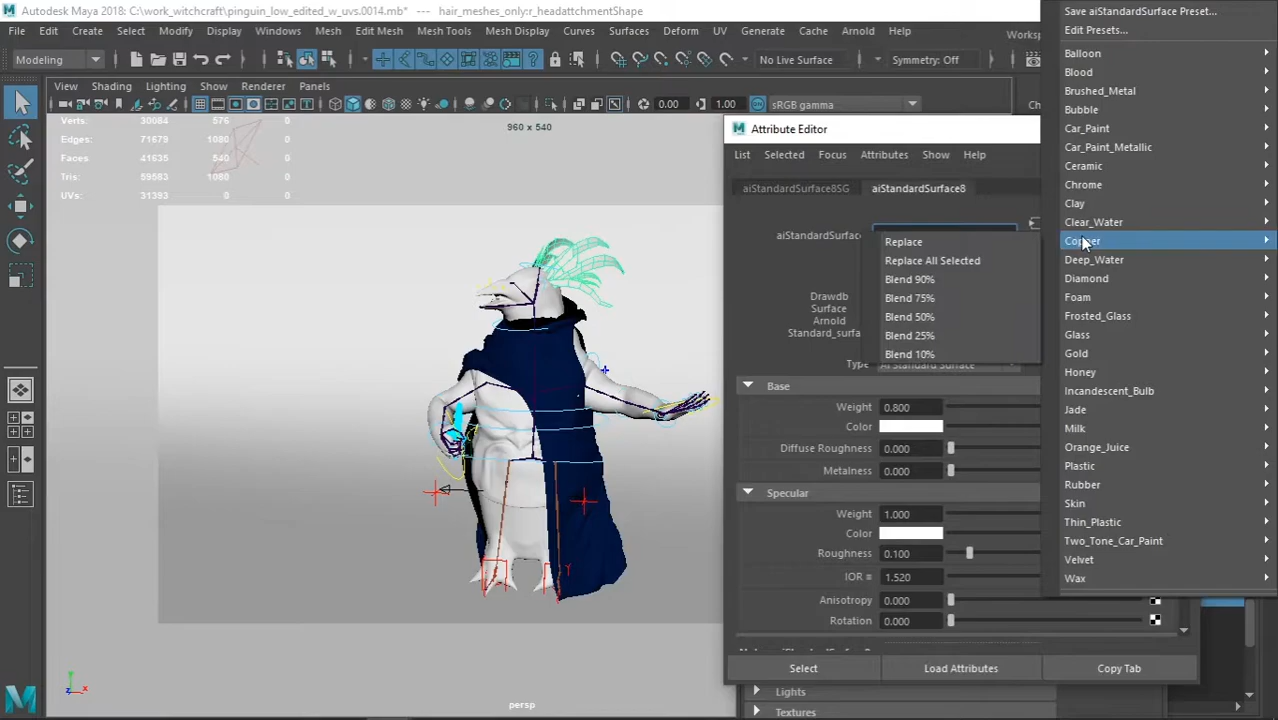 Autodesk Maya 2018: C:\work_witchcraft\pinguin_low_edited_w_uvs.0014.mb* --- hair_meshes_only:r_headattchmentShape
File Edit Create Select Modify Display Windows Mesh Edit Mesh Mesh Tools Mesh Display Curves Surfaces Deform UV Generate Cache Arnold Help Worksp
Modeling No Live Surface Symmetry: Off
View Shading Lighting Show Renderer Panels
0.00 1.00 sRGB gamma Ch
Verts: 30084 576 0
Edges: 71679 1080 0
Faces: 41635 540 0
Tris: 59583 1080 0
UVs: 31393 0 0
960 x 540
persp
Y
Attribute Editor
List Selected Focus Attributes Show Help
aiStandardSurface8SG aiStandardSurface8
aiStandardSurface
Drawdb
Surface
Arnold
Standard_surfa
Type
Base
Weight 0.800
Color
Diffuse Roughness 0.000
Metalness 0.000
Specular
Weight 1.000
Color
Roughness 0.100
IOR 1.520
Anisotropy 0.000
Rotation 0.000
Select Load Attributes Copy Tab
Lights
Textures
Replace
Replace All Selected
Blend 90%
Blend 75%
Blend 50%
Blend 25%
Blend 10%
Save aiStandardSurface Preset...
Edit Presets...
Balloon
Blood
Brushed_Metal
Bubble
Car_Paint
Car_Paint_Metallic
Ceramic
Chrome
Clay
Clear_Water
Copper
Deep_Water
Diamond
Foam
Frosted_Glass
Glass
Gold
Honey
Incandescent_Bulb
Jade
Milk
Orange_Juice
Plastic
Rubber
Skin
Thin_Plastic
Two_Tone_Car_Paint
Velvet
Wax